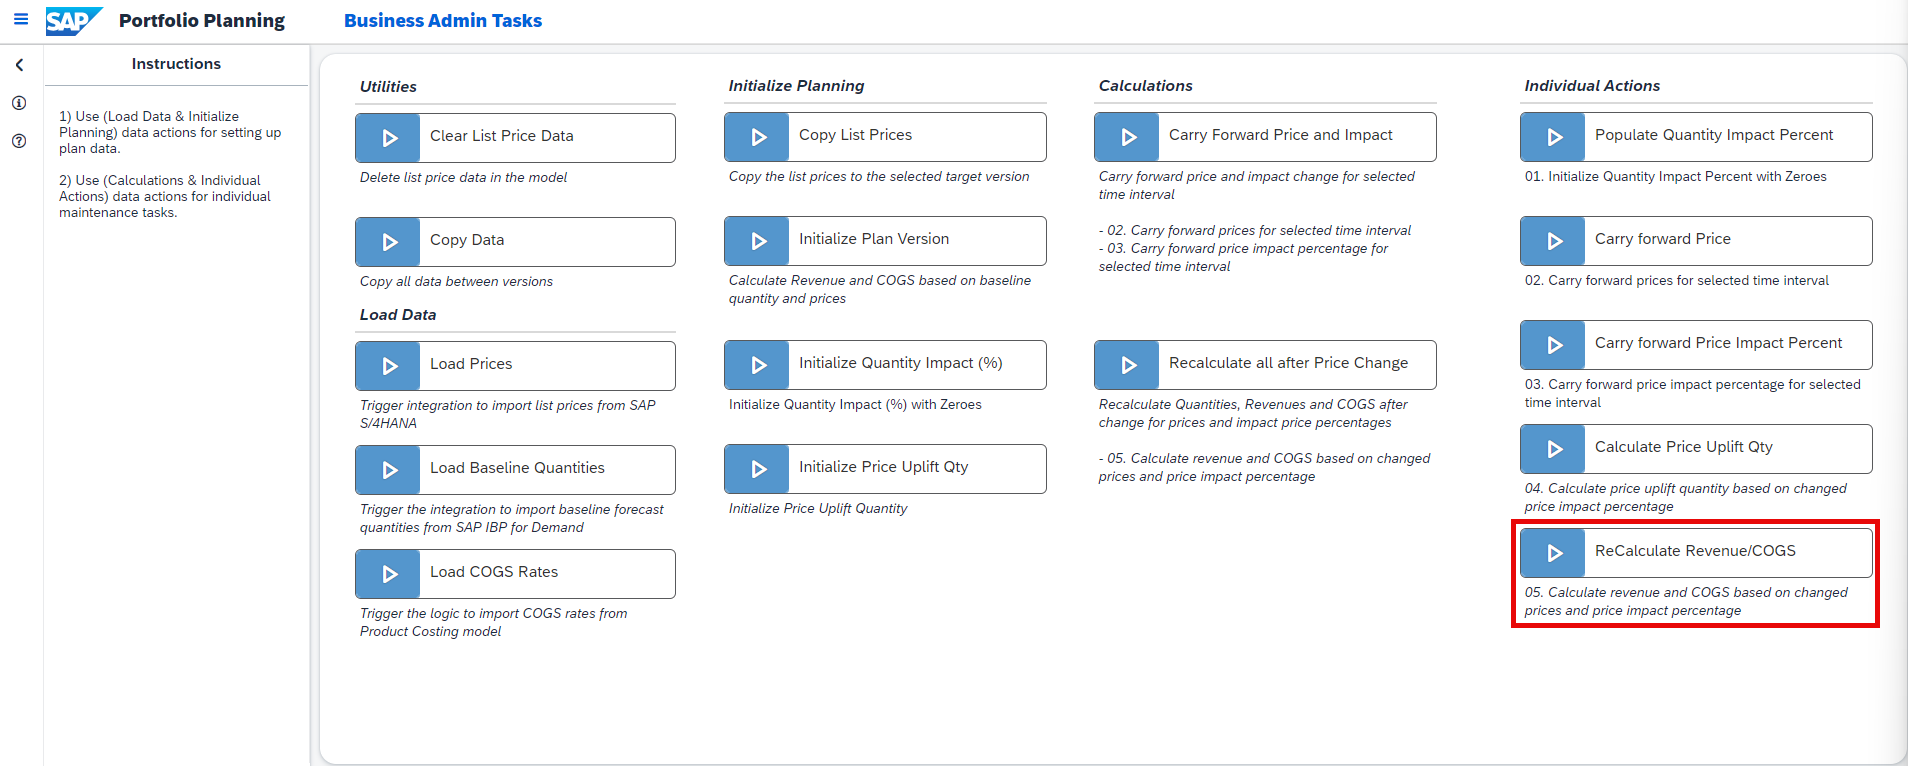 SAP Portfolio Planning Business Admin Tasks
Instructions
1) Use (Load Data & Initialize
Planning) data actions for setting up
plan data.
2) Use (Calculations & Individual
Actions) data actions for individual
maintenance tasks.
Utilities
Clear List Price Data
Delete list price data in the model
Copy Data
Copy all data between versions
Load Data
Load Prices
Trigger integration to import list prices from SAP
S/4HANA
Load Baseline Quantities
Trigger the integration to import baseline forecast
quantities from SAP IBP for Demand
Load COGS Rates
Trigger the logic to import COGS rates from
Product Costing model
Initialize Planning
Copy List Prices
Copy the list prices to the selected target version
Initialize Plan Version
Calculate Revenue and COGS based on baseline
quantity and prices
Initialize Quantity Impact (%)
Initialize Quantity Impact (%) with Zeroes
Initialize Price Uplift Qty
Initialize Price Uplift Quantity
Calculations
Carry Forward Price and Impact
Carry forward price and impact change for selected
time interval
- 02. Carry forward prices for selected time interval
- 03. Carry forward price impact percentage for
selected time interval
Recalculate all after Price Change
Recalculate Quantities, Revenues and COGS after
change for prices and impact price percentages
- 05. Calculate revenue and COGS based on changed
prices and price impact percentage
Individual Actions
Populate Quantity Impact Percent
01. Initialize Quantity Impact Percent with Zeroes
Carry forward Price
02. Carry forward prices for selected time interval
Carry forward Price Impact Percent
03. Carry forward price impact percentage for selected
time interval
Calculate Price Uplift Qty
04. Calculate price uplift quantity based on changed
price impact percentage
ReCalculate Revenue/COGS
05. Calculate revenue and COGS based on changed
prices and price impact percentage